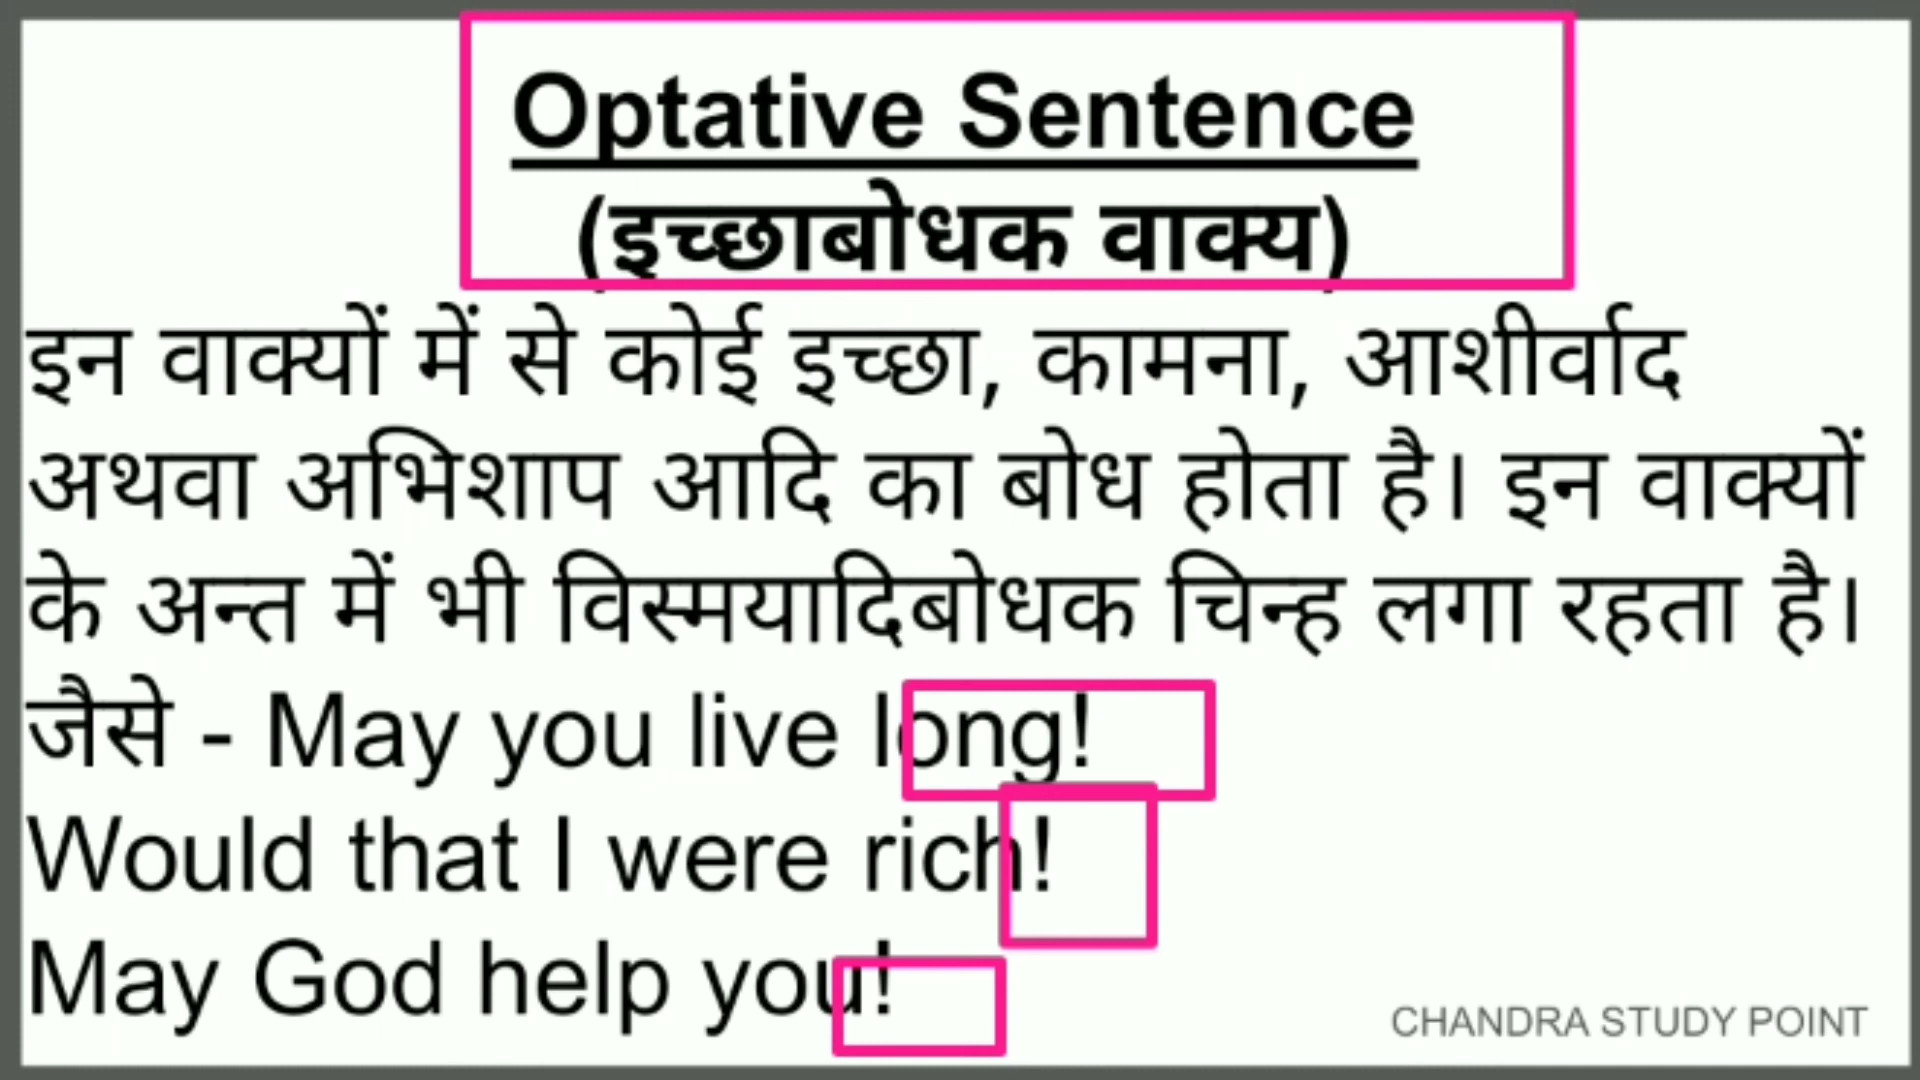 Optative Sentence
(इच्छाबोधक वाक्य)
इन वाक्यों में से कोई इच्छा, कामना, आशीर्वाद
अथवा अभिशाप आदि का बोध होता है। इन वाक्यों
के अन्त में भी विस्मयादिबोधक चिन्ह लगा रहता है।
जैसे - May you live long!
Would that I were rich!
May God help you!
CHANDRA STUDY POINT